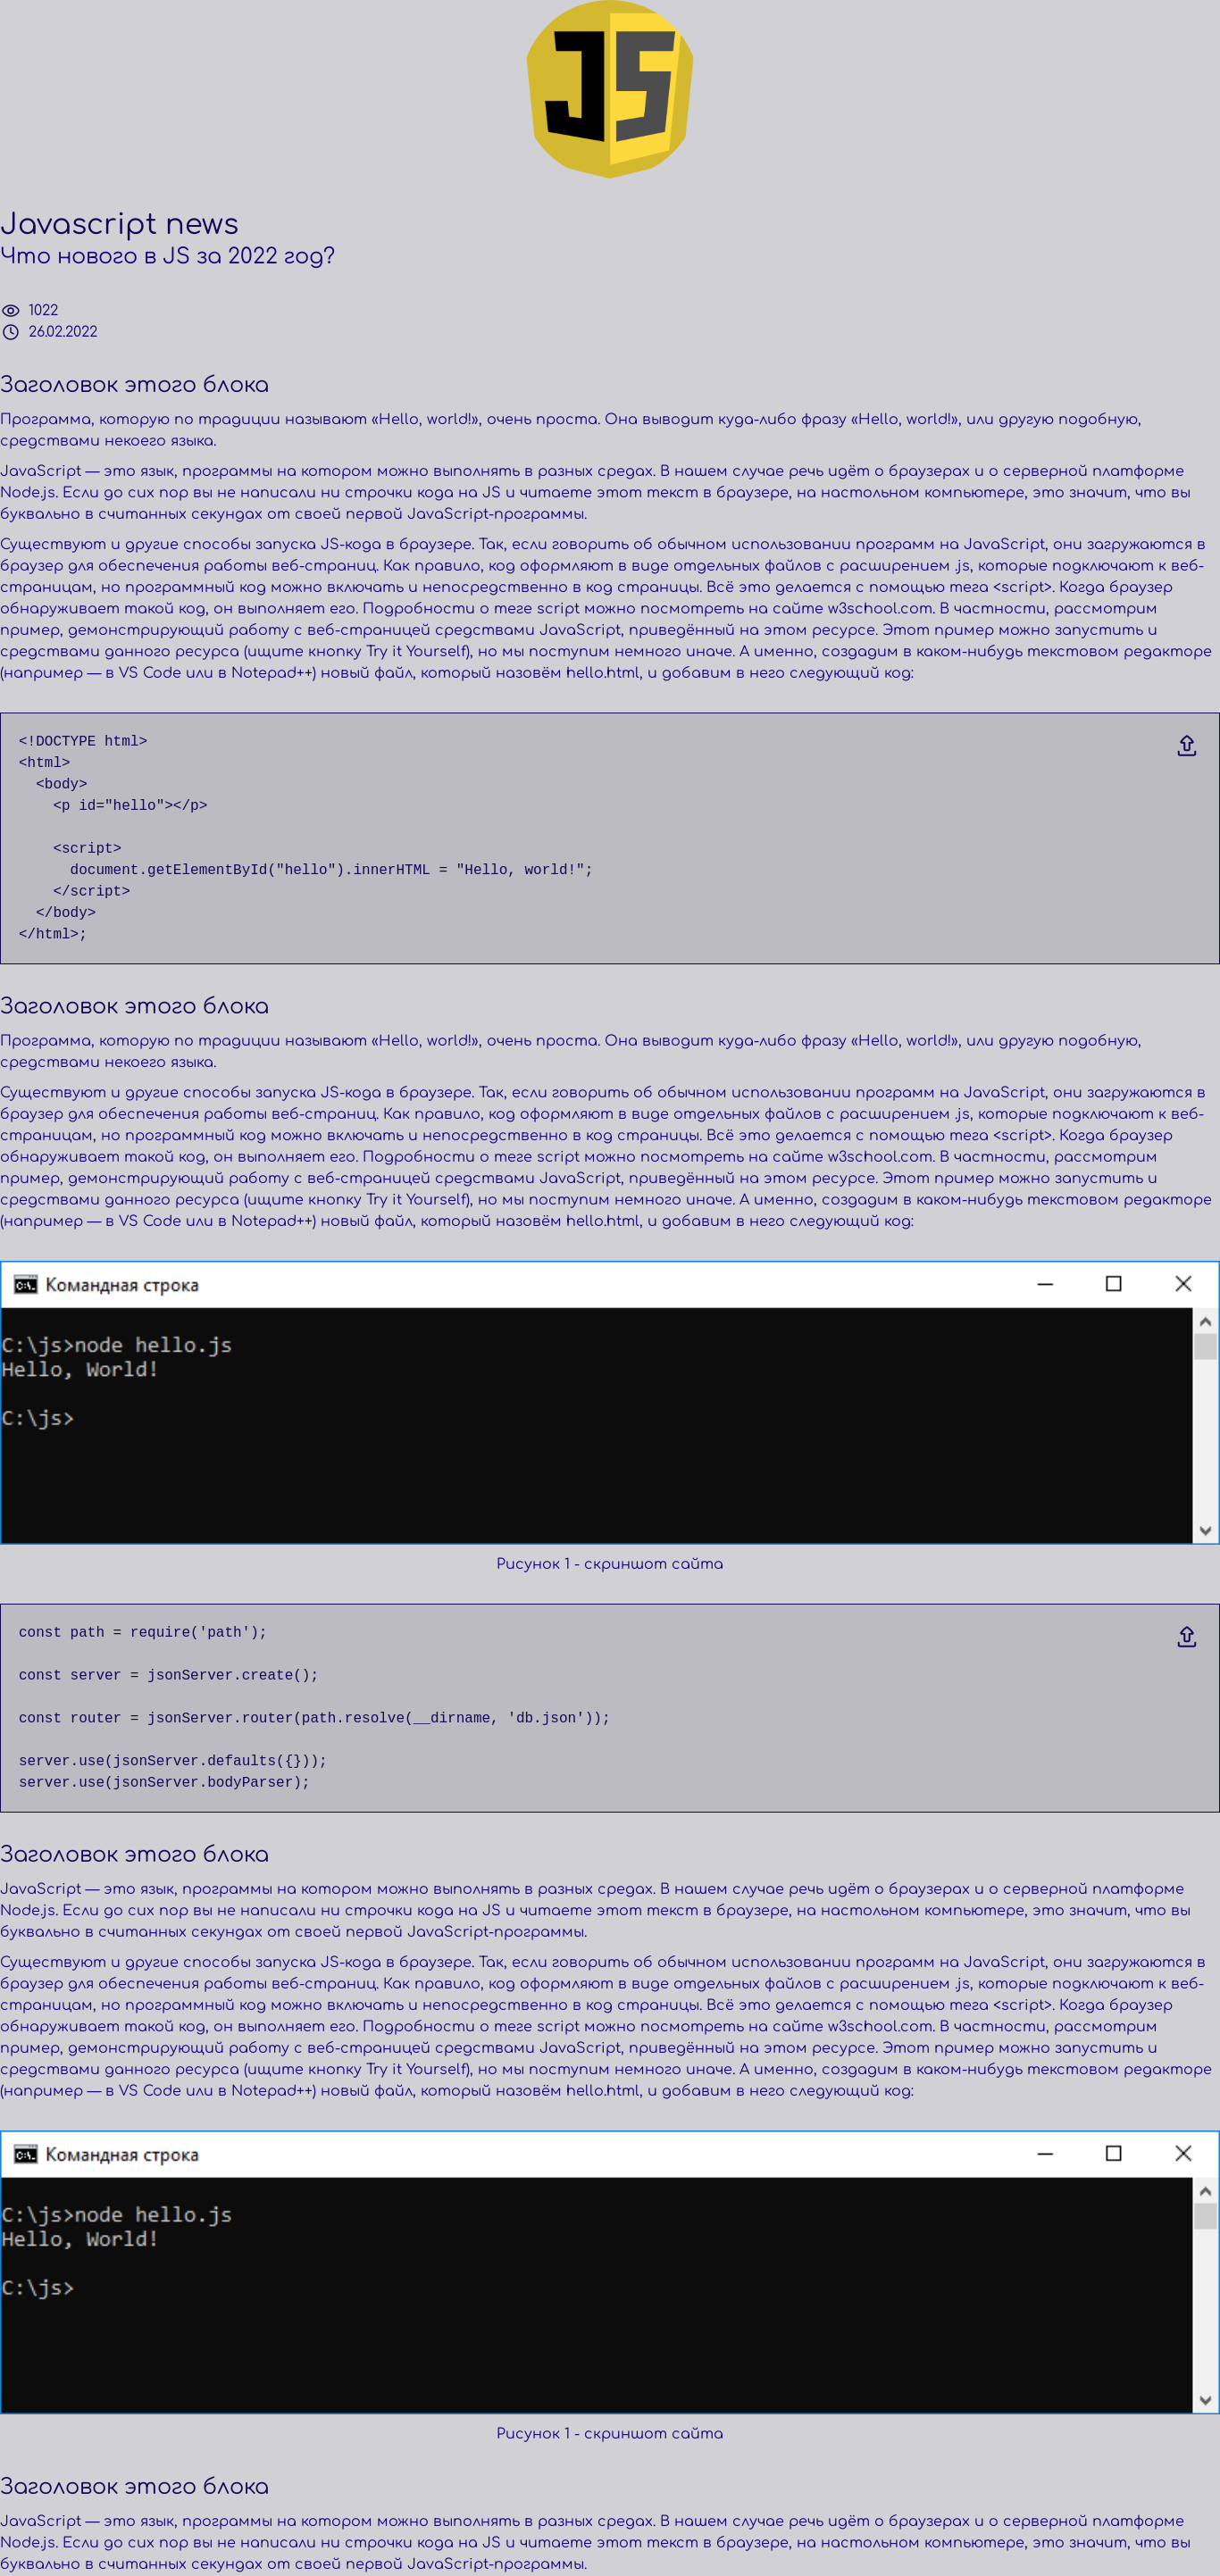 JS
Javascript news
Что нового в JS за 2022 год?
1022
26.02.2022
Заголовок этого блока
Программа, которую по традиции называют «Hello, world!», очень проста. Она выводит куда-либо фразу «Hello, world!», или другую подобную,
средствами некоего языка.
JavaScript — это язык, программы на котором можно выполнять в разных средах. В нашем случае речь идёт о браузерах и о серверной платформе
Node.js. Если до сих пор вы не написали ни строчки кода на JS и читаете этот текст в браузере, на настольном компьютере, это значит, что вы
буквально в считанных секундах от своей первой JavaScript-программы.
Существуют и другие способы запуска JS-кода в браузере. Так, если говорить об обычном использовании программ на JavaScript, они загружаются в
браузер для обеспечения работы веб-страниц. Как правило, код оформляют в виде отдельных файлов с расширением .js, которые подключают к веб-
страницам, но программный код можно включать и непосредственно в код страницы. Всё это делается с помощью тега <script>. Когда браузер
обнаруживает такой код, он выполняет его. Подробности о теге script можно посмотреть на сайте w3school.com. В частности, рассмотрим
пример, демонстрирующий работу с веб-страницей средствами JavaScript, приведённый на этом ресурсе. Этот пример можно запустить и
средствами данного ресурса (ищите кнопку Try it Yourself), но мы поступим немного иначе. А именно, создадим в каком-нибудь текстовом редакторе
(например — в VS Code или в Notepad++) новый файл, который назовём hello.html, и добавим в него следующий код:
<!DOCTYPE html>
<html>
<body>
<p id="hello"></p>
<script>
document.getElementById("hello").innerHTML = "Hello, world!";
</script>
</body>
</html>;
Заголовок этого блока
Программа, которую по традиции называют «Hello, world!», очень проста. Она выводит куда-либо фразу «Hello, world!», или другую подобную,
средствами некоего языка.
Существуют и другие способы запуска JS-кода в браузере. Так, если говорить об обычном использовании программ на JavaScript, они загружаются в
браузер для обеспечения работы веб-страниц. Как правило, код оформляют в виде отдельных файлов с расширением .js, которые подключают к веб-
страницам, но программный код можно включать и непосредственно в код страницы. Всё это делается с помощью тега <script>. Когда браузер
обнаруживает такой код, он выполняет его. Подробности о теге script можно посмотреть на сайте w3school.com. В частности, рассмотрим
пример, демонстрирующий работу с веб-страницей средствами JavaScript, приведённый на этом ресурсе. Этот пример можно запустить и
средствами данного ресурса (ищите кнопку Try it Yourself), но мы поступим немного иначе. А именно, создадим в каком-нибудь текстовом редакторе
(например — в VS Code или в Notepad++) новый файл, который назовём hello.html, и добавим в него следующий код:
C:\. Командная строка
C:\js>node hello.js
Hello, World!
C:\js>
Рисунок 1 - скриншот сайта
const path = require('path');
const server = jsonServer.create();
const router = jsonServer.router(path.resolve(__dirname, 'db.json'));
server.use(jsonServer.defaults({}));
server.use(jsonServer.bodyParser);
Заголовок этого блока
JavaScript — это язык, программы на котором можно выполнять в разных средах. В нашем случае речь идёт о браузерах и о серверной платформе
Node.js. Если до сих пор вы не написали ни строчки кода на JS и читаете этот текст в браузере, на настольном компьютере, это значит, что вы
буквально в считанных секундах от своей первой JavaScript-программы.
Существуют и другие способы запуска JS-кода в браузере. Так, если говорить об обычном использовании программ на JavaScript, они загружаются в
браузер для обеспечения работы веб-страниц. Как правило, код оформляют в виде отдельных файлов с расширением .js, которые подключают к веб-
страницам, но программный код можно включать и непосредственно в код страницы. Всё это делается с помощью тега <script>. Когда браузер
обнаруживает такой код, он выполняет его. Подробности о теге script можно посмотреть на сайте w3school.com. В частности, рассмотрим
пример, демонстрирующий работу с веб-страницей средствами JavaScript, приведённый на этом ресурсе. Этот пример можно запустить и
средствами данного ресурса (ищите кнопку Try it Yourself), но мы поступим немного иначе. А именно, создадим в каком-нибудь текстовом редакторе
(например — в VS Code или в Notepad++) новый файл, который назовём hello.html, и добавим в него следующий код:
C:\. Командная строка
C:\js>node hello.js
Hello, World!
C:\js>
Рисунок 1 - скриншот сайта
Заголовок этого блока
JavaScript — это язык, программы на котором можно выполнять в разных средах. В нашем случае речь идёт о браузерах и о серверной платформе
Node.js. Если до сих пор вы не написали ни строчки кода на JS и читаете этот текст в браузере, на настольном компьютере, это значит, что вы
буквально в считанных секундах от своей первой JavaScript-программы.